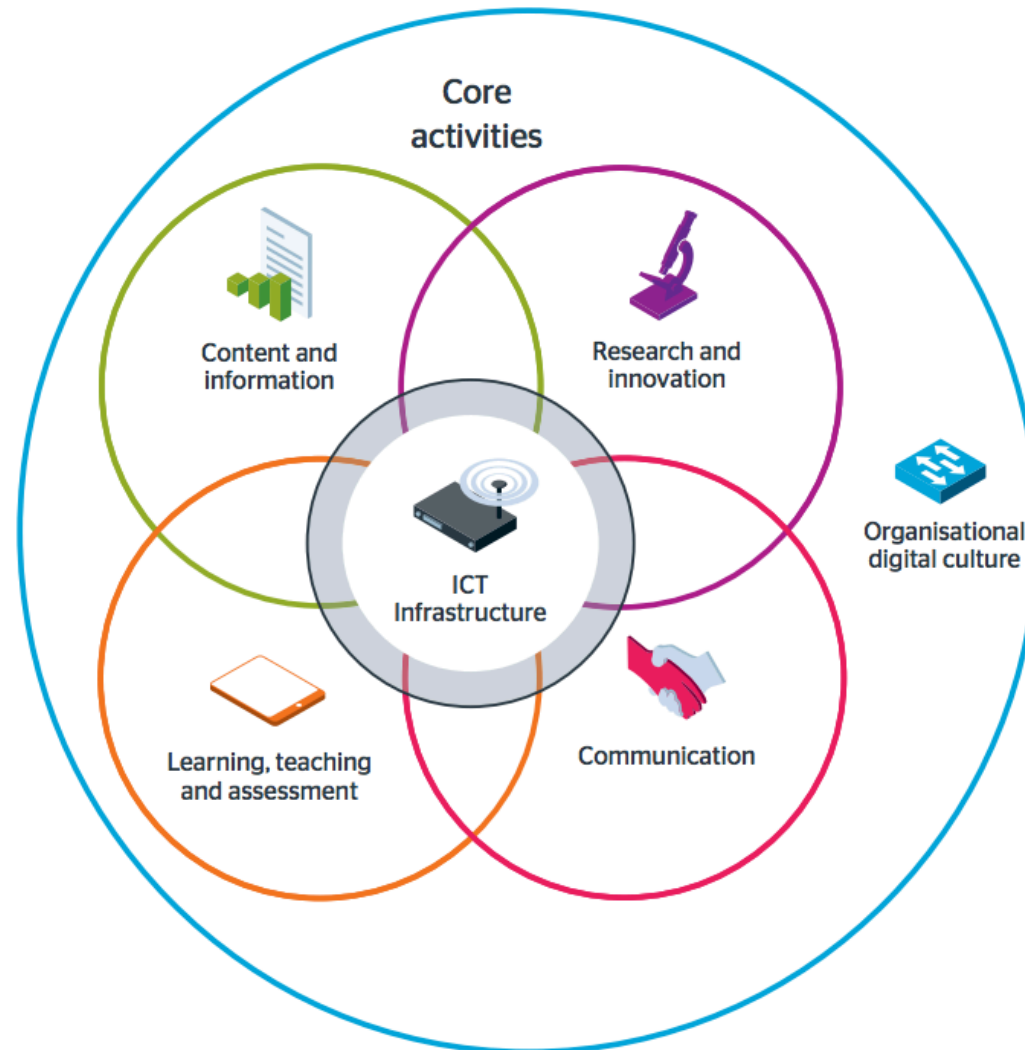 Core
activities
Content and
information
Research and
innovation
Organisational
digital culture
ICT
Infrastructure
Learning, teaching
and assessment
Communication